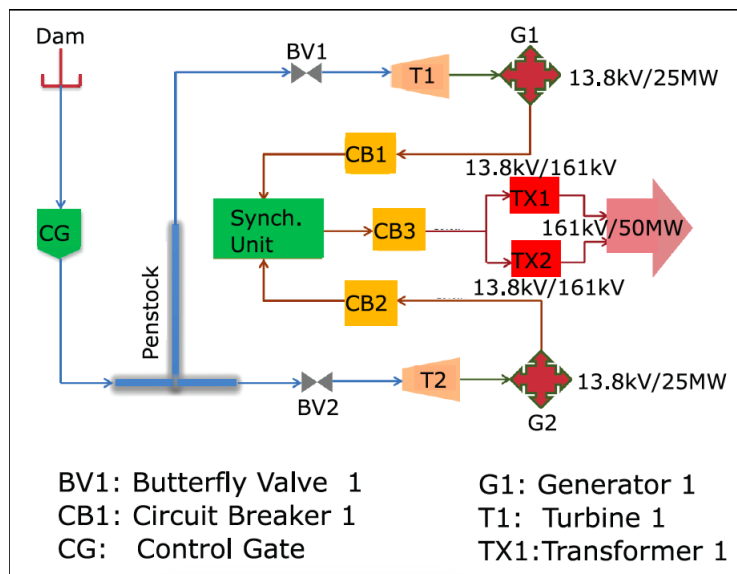 Dam
G1
BV1
T1
13.8kV/25MW
CB1
13.8kV/161kV
CG
Synch.
Unit
CB3
TX1
161kV/50MW
TX2
13.8kV/161kV
CB2
Penstock
BV2
T2
13.8kV/25MW
G2
BV1: Butterfly Valve 1
CB1: Circuit Breaker 1
CG: Control Gate
G1: Generator 1
T1: Turbine 1
TX1:Transformer 1